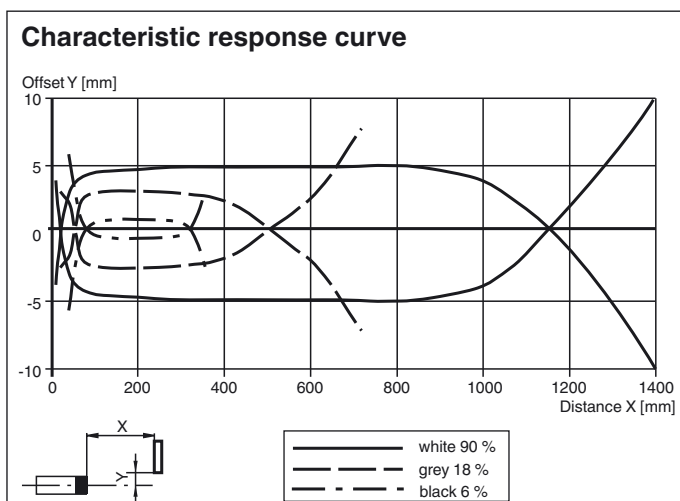 Characteristic response curve
Offset Y [mm]
10
5
0
-5
-10
0 200 400 600 800 1000 1200 1400
Distance X [mm]
X
Y
white 90 %
grey 18 %
black 6 %